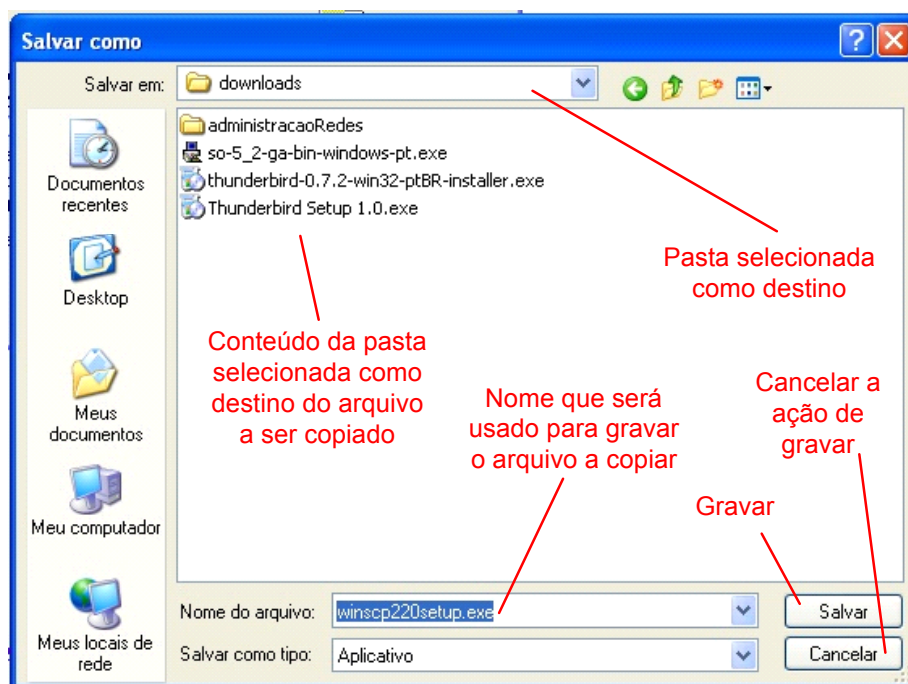 Salvar como
Salvar em:
downloads
administracaoRedes
so-5_2-ga-bin-windows-pt.exe
thunderbird-0.7.2-win32-ptBR-installer.exe
Thunderbird Setup 1.0.exe
Documentos
recentes
Desktop
Meus
documentos
Meu computador
Meus locais de
rede
Pasta selecionada
como destino
Conteúdo da pasta
selecionada como
destino do arquivo
a ser copiado
Nome que será
usado para gravar
o arquivo a copiar
Cancelar a
ação de
gravar
Gravar
Nome do arquivo:
winscp220setup.exe
Salvar
Salvar como tipo:
Aplicativo
Cancelar